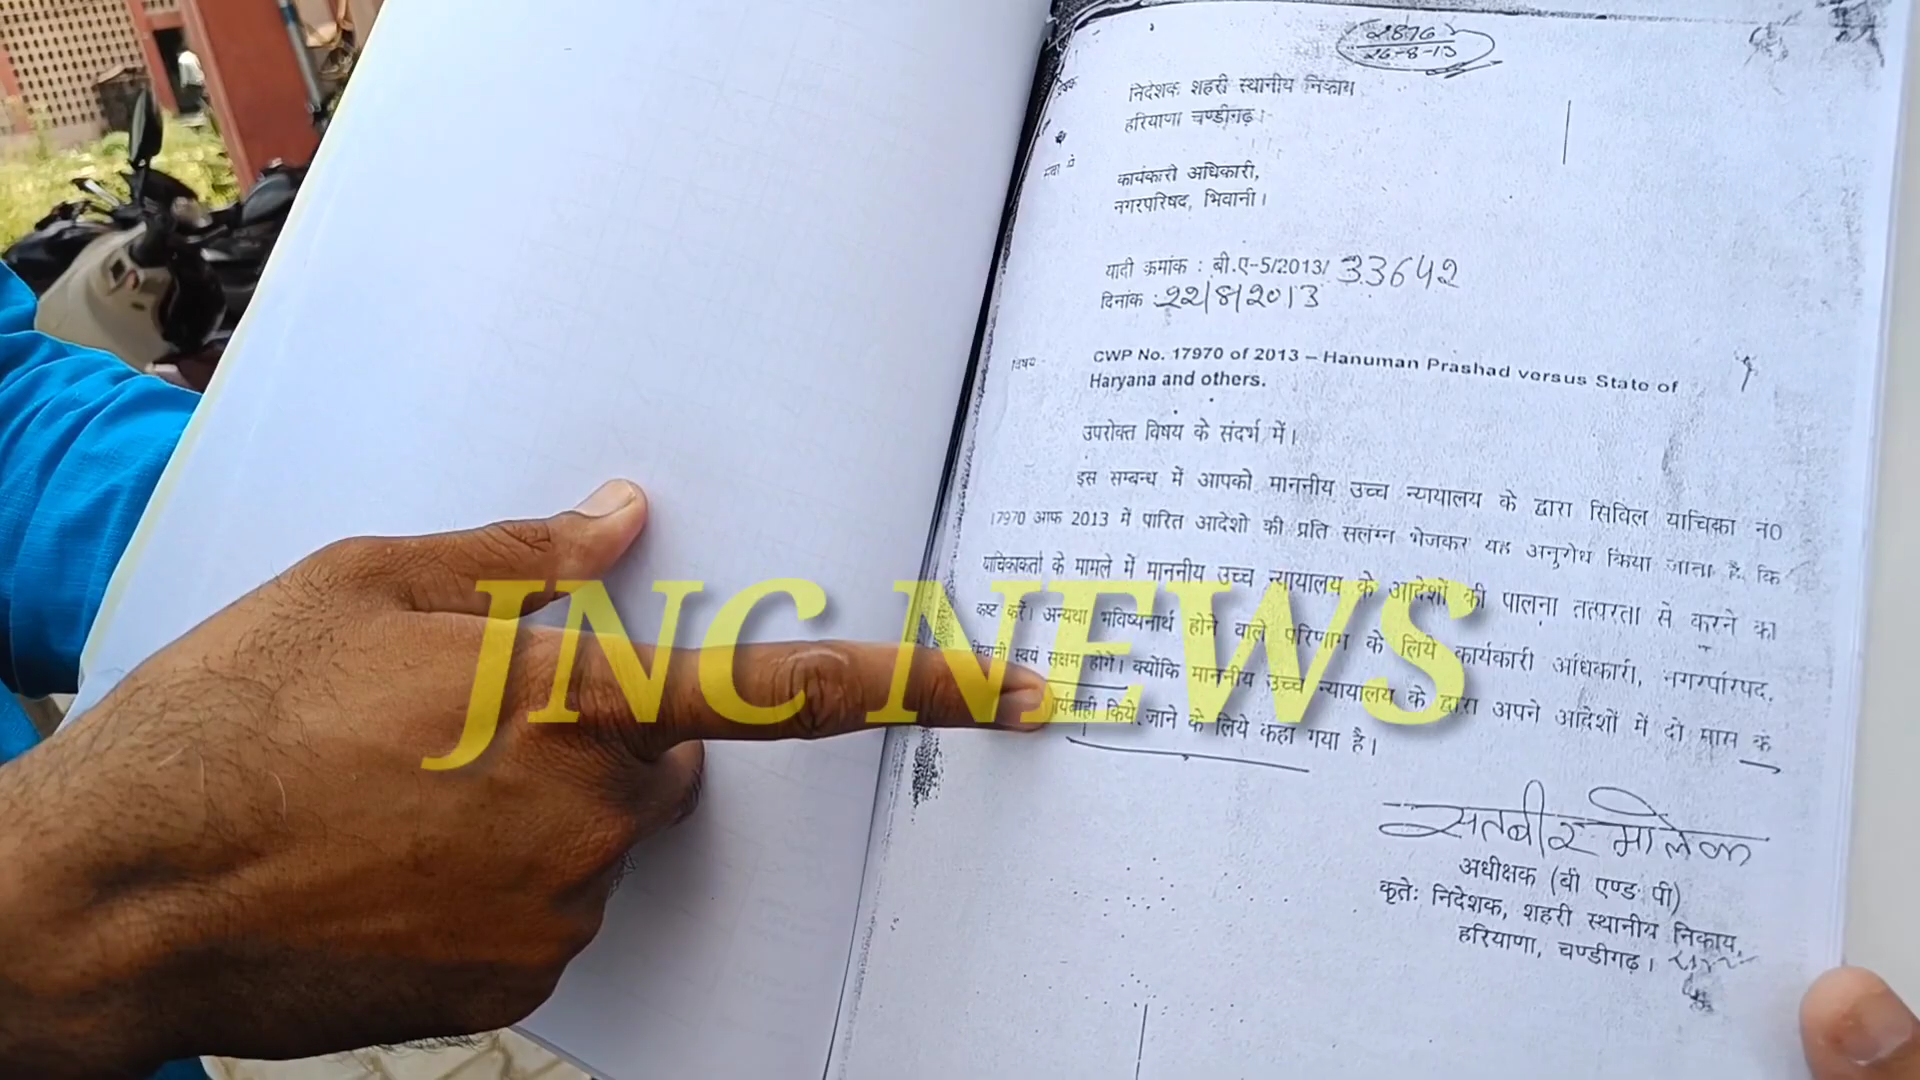 2876
26-8-13
निदेशक शहरी स्थानीय निकाय
हरियाणा चण्डीगढ़।
कार्यकारी अधिकारी,
नगरपरिषद, भिवानी।
यादी क्रमांक : बी.ए-5/2013/ 33642
दिनांक :22/8/2013
विषय - CWP No. 17970 of 2013 – Hanuman Prashad versus State of
Haryana and others.
उपरोक्त विषय के संदर्भ में।
इस सम्बन्ध में आपको माननीय उच्च न्यायालय के द्वारा सिविल याचिका नं0
17970 आफ 2013 में पारित आदेशो की प्रति सलंग्न भेजकर यह अनुरोध किया जाता है कि
याचिकाकर्ता के मामले में माननीय उच्च न्यायालय के आदेशों की पालना तत्परता से करने का
कष्ट करें। अन्यथा भविष्यनार्थ होने वाले परिणाम के लिये कार्यकारी अधिकारी, नगरपरिषद,
भिवानी स्वयं सक्षम होगें। क्योंकि माननीय उच्च न्यायालय के द्वारा अपने आदेशों में दो मास के
कार्यवाही किये जाने के लिये कहा गया है।
JNC NEWS
सतबीर मलिक
अधीक्षक (बी एण्ड पी)
कृतेः निदेशक, शहरी स्थानीय निकाय,
हरियाणा, चण्डीगढ़।